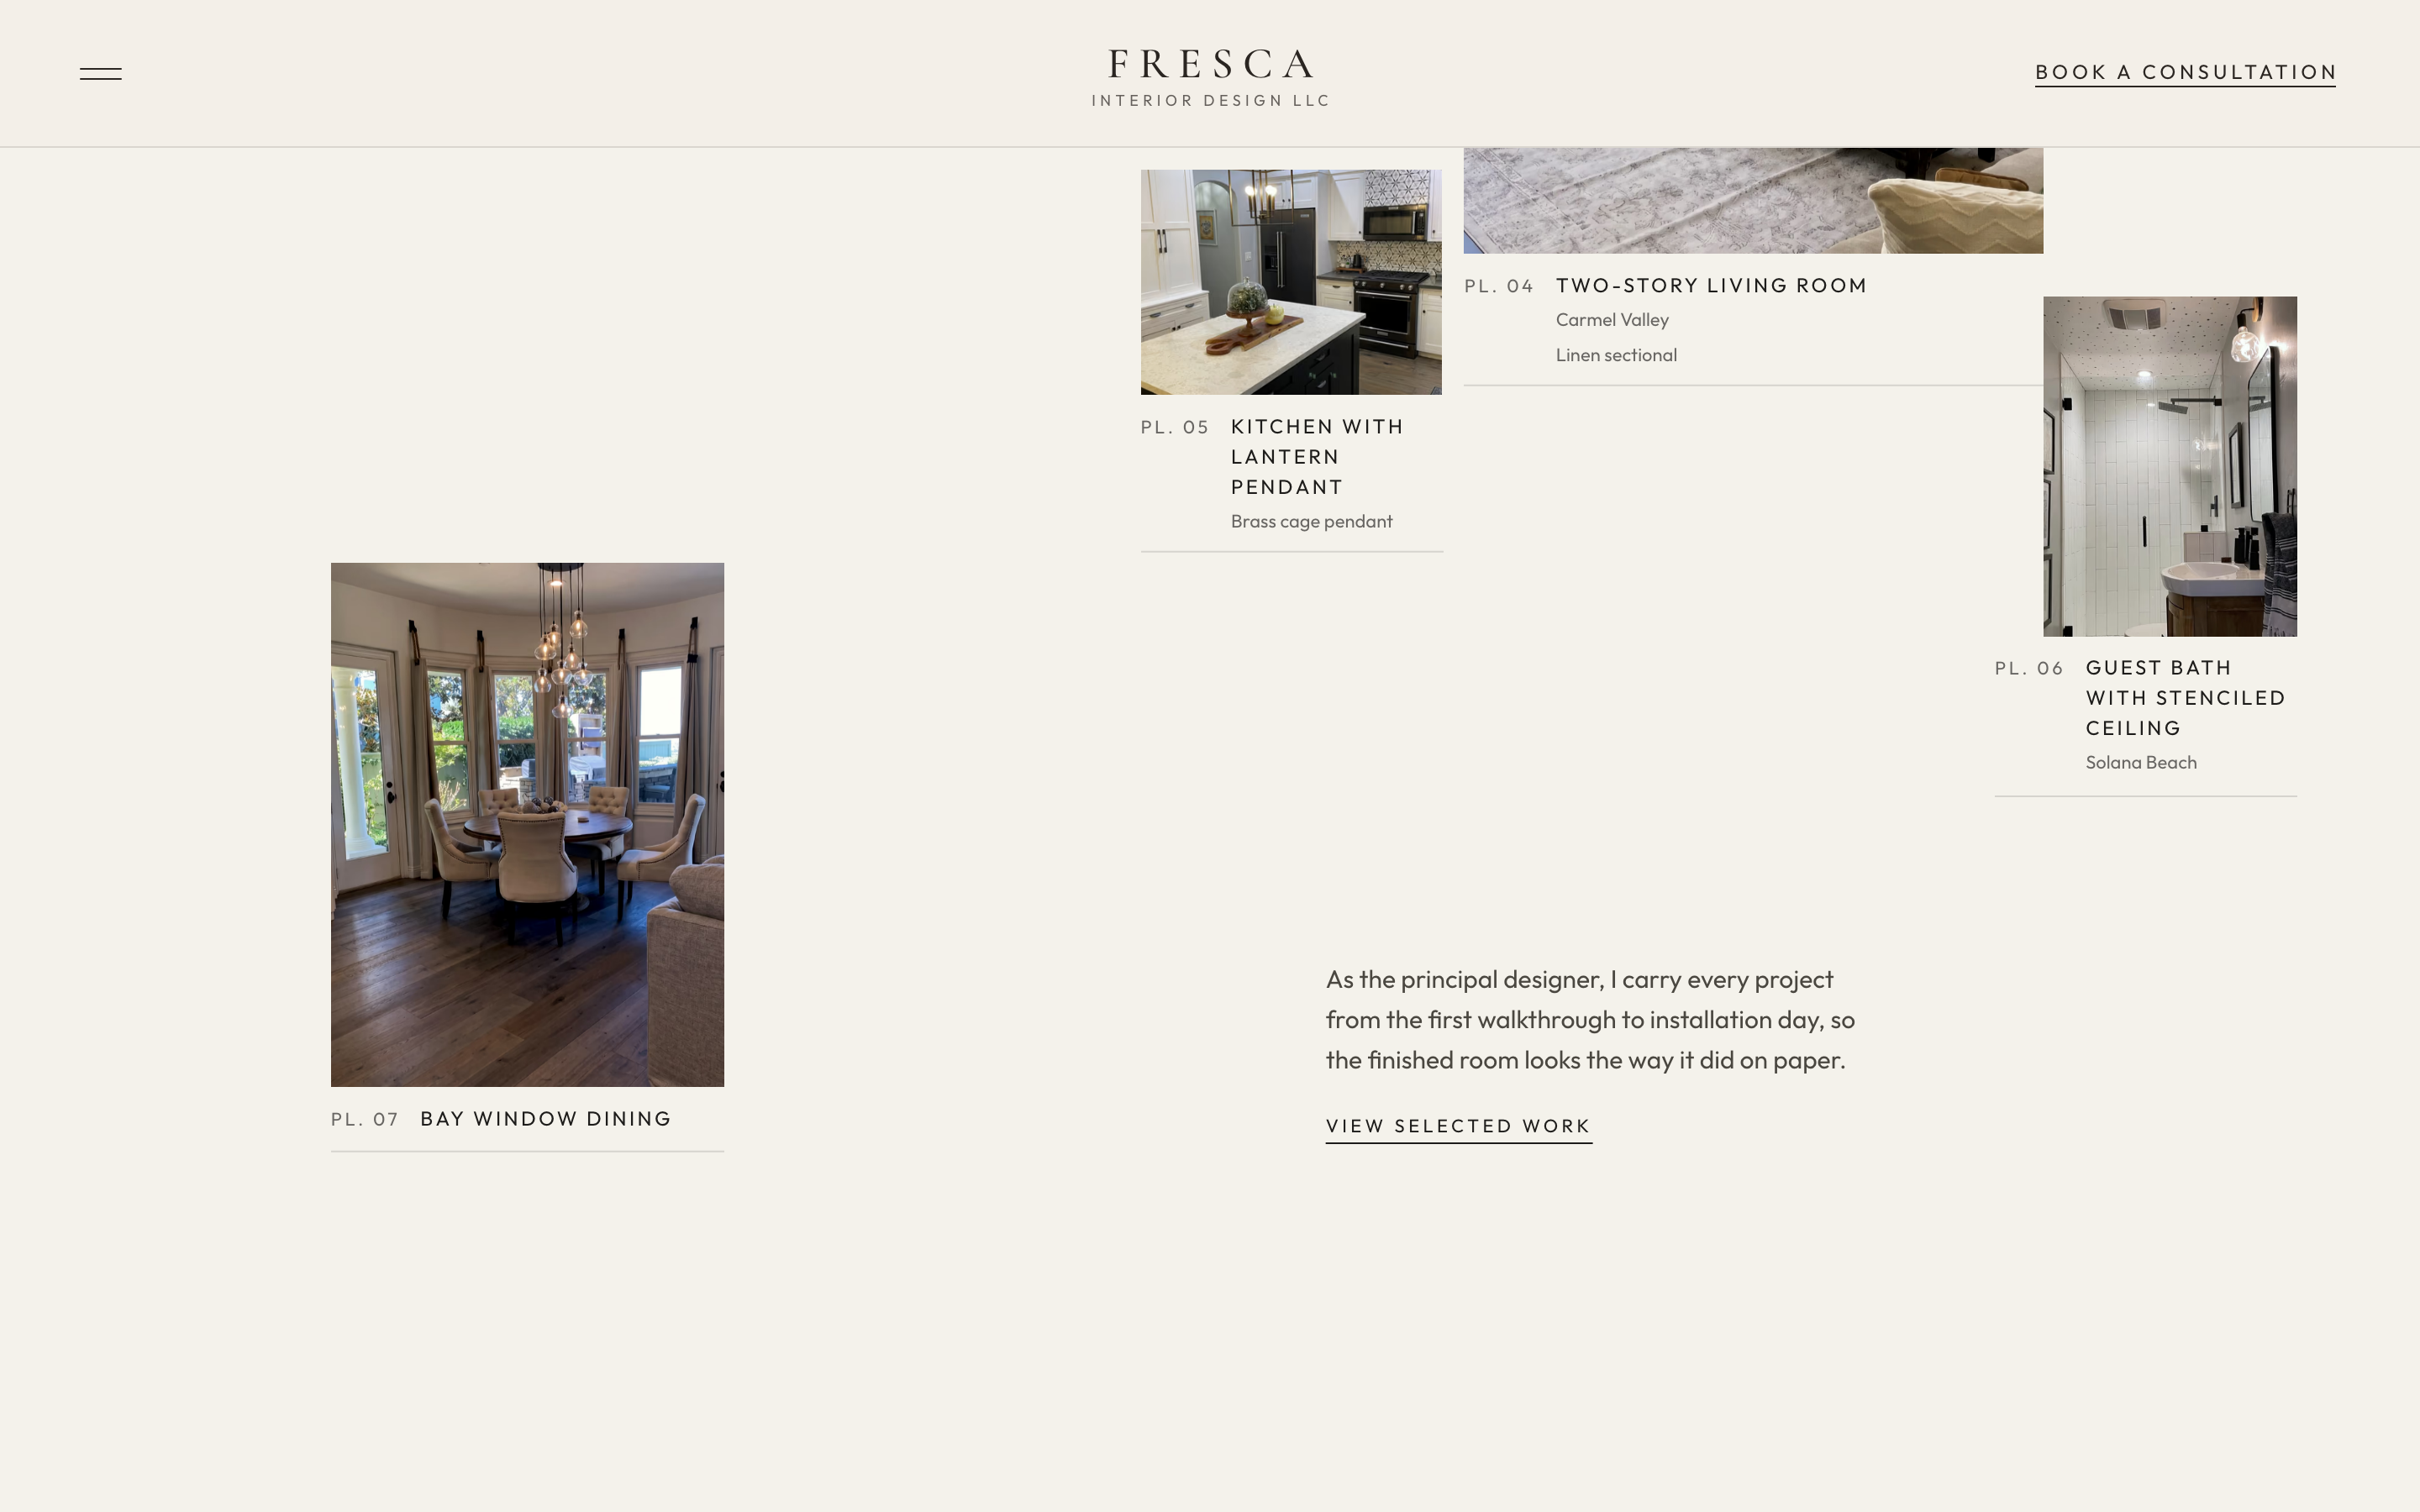 FRESCA
INTERIOR DESIGN LLC
BOOK A CONSULTATION
PL. 04 TWO-STORY LIVING ROOM
Carmel Valley
Linen sectional
PL. 05 KITCHEN WITH
LANTERN
PENDANT
Brass cage pendant
PL. 06 GUEST BATH
WITH STENCILED
CEILING
Solana Beach
PL. 07 BAY WINDOW DINING
As the principal designer, I carry every project
from the first walkthrough to installation day, so
the finished room looks the way it did on paper.
VIEW SELECTED WORK